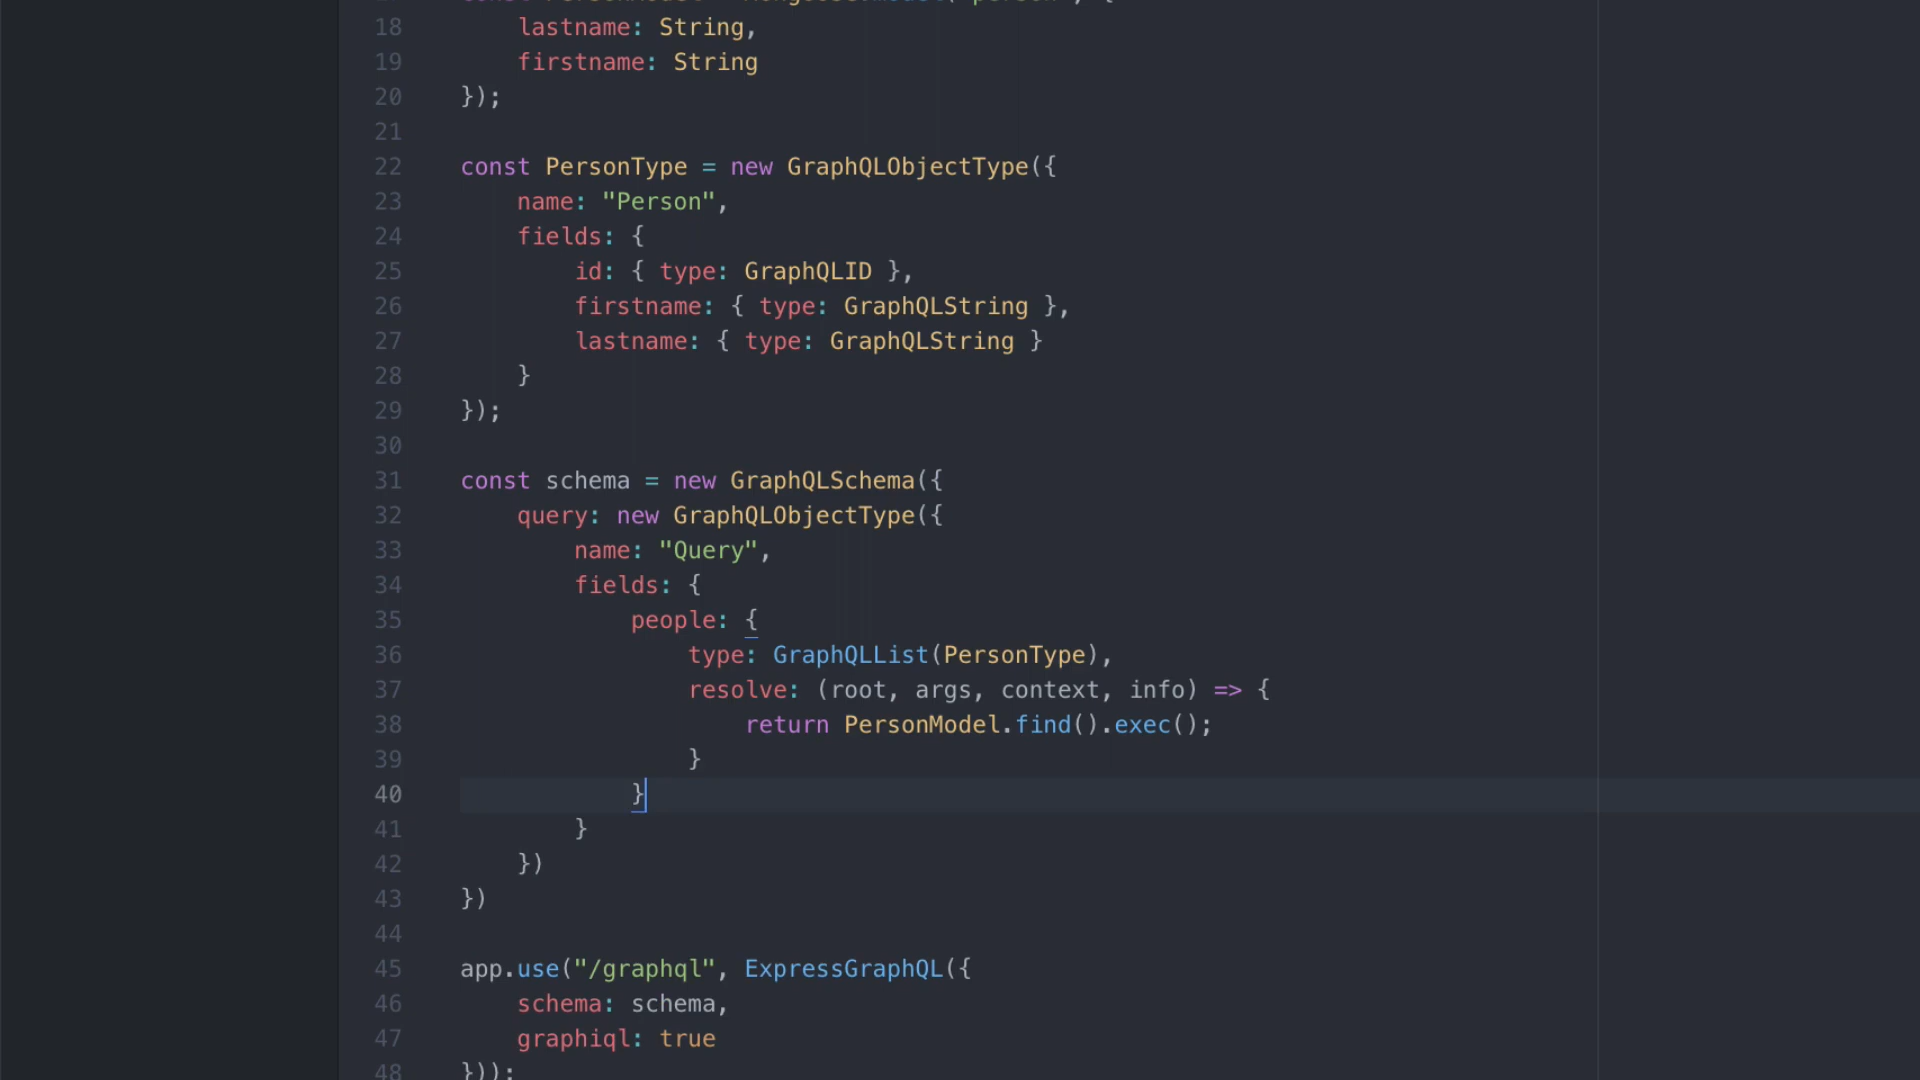 18 lastname: String,
19 firstname: String
20 });
21
22 const PersonType = new GraphQLObjectType({
23 name: "Person",
24 fields: {
25 id: { type: GraphQLID },
26 firstname: { type: GraphQLString },
27 lastname: { type: GraphQLString }
28 }
29 });
30
31 const schema = new GraphQLSchema({
32 query: new GraphQLObjectType({
33 name: "Query",
34 fields: {
35 people: {
36 type: GraphQLList(PersonType),
37 resolve: (root, args, context, info) => {
38 return PersonModel.find().exec();
39 }
40 }
41 }
42 })
43 })
44
45 app.use("/graphql", ExpressGraphQL({
46 schema: schema,
47 graphiql: true
48 }));